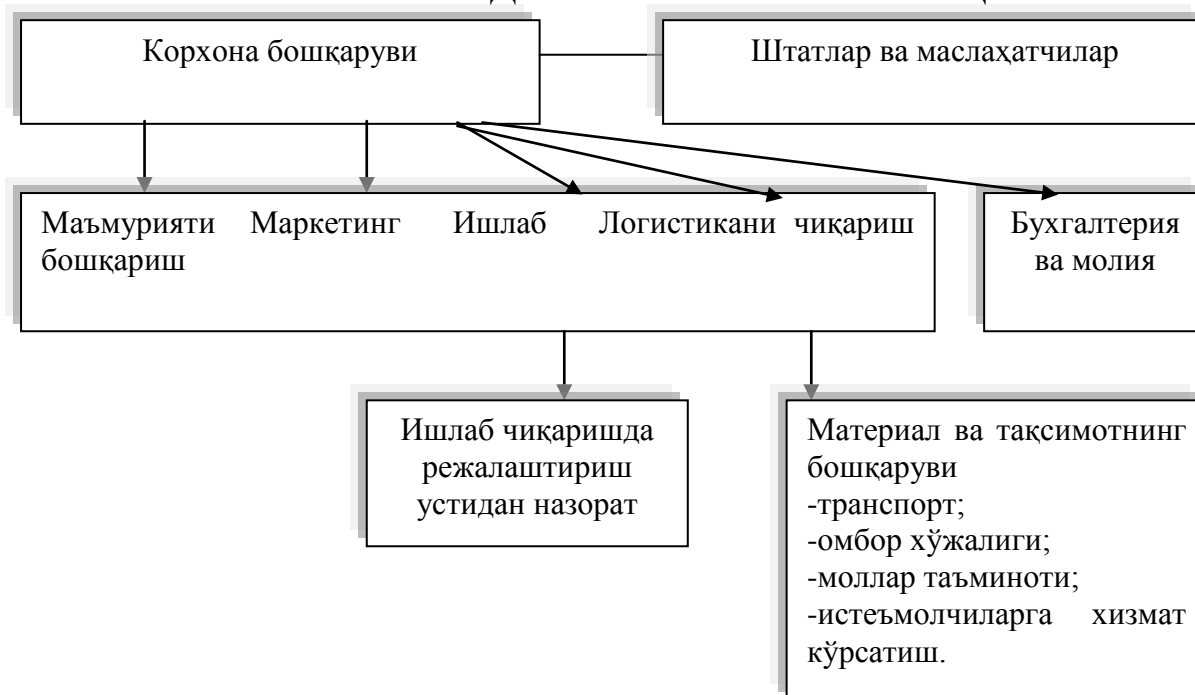 Корхона бошқаруви
Штатлар ва маслаҳатчилар
Маъмурияти Маркетинг Ишлаб Логистикани чиқариш
бошқариш
Бухгалтерия
ва молия
Ишлаб чиқаришда
режалаштириш
устидан назорат
Материал ва тақсимотнинг
бошқаруви
-транспорт;
-омбор хўжалиги;
-моллар таъминоти;
-истеъмолчиларга хизмат
кўрсатиш.